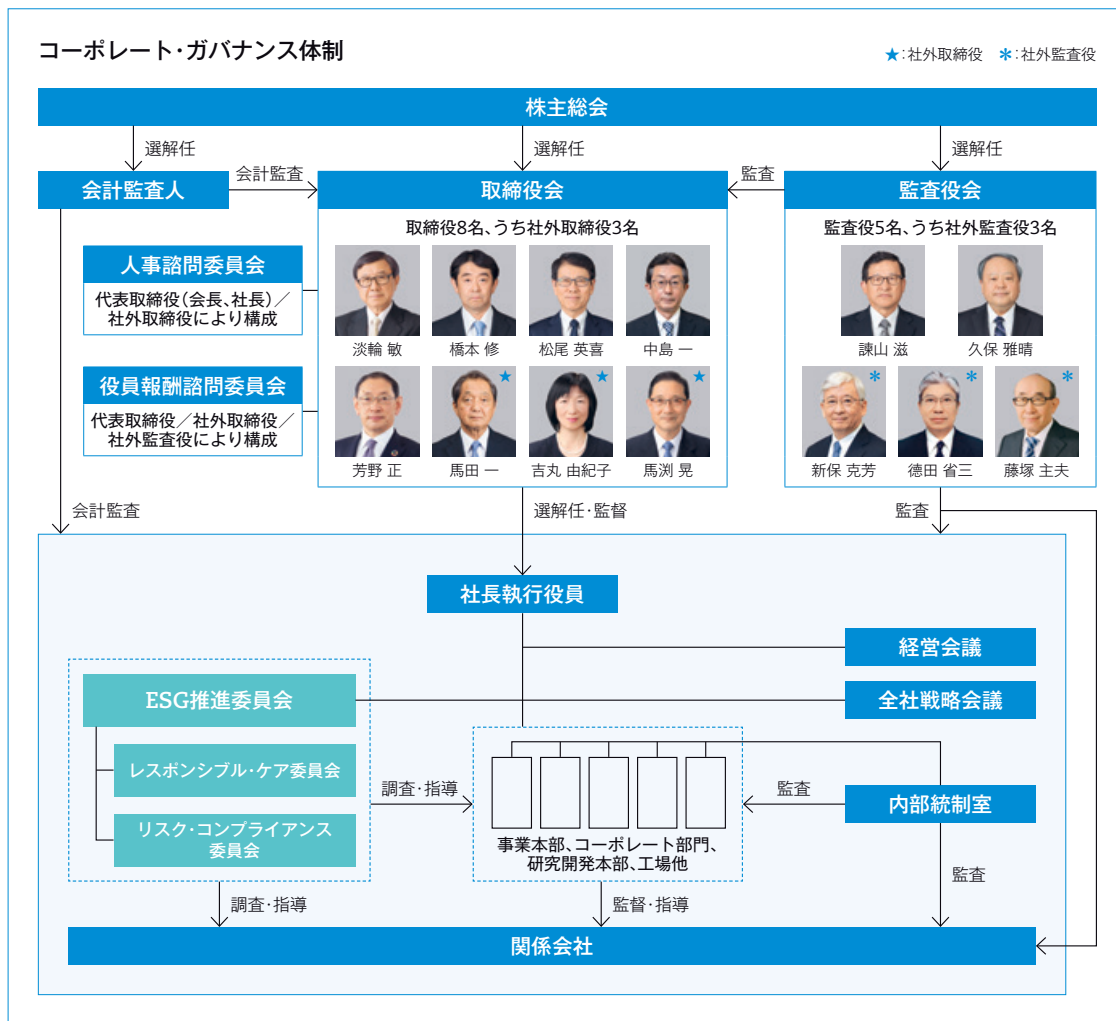 コーポレート・ガバナンス体制
★:社外取締役 ＊:社外監査役
株主総会
選解任
選解任
選解任
会計監査人
会計監査
取締役会
監査
監査役会
取締役8名、うち社外取締役3名
監査役5名、うち社外監査役3名
人事諮問委員会
代表取締役(会長、社長)／
社外取締役により構成
淡輪 敏
橋本 修
松尾 英喜
中島 一
諫山 滋
久保 雅晴
役員報酬諮問委員会
代表取締役／社外取締役／
社外監査役により構成
★
★
★
＊
＊
＊
芳野 正
馬田 一
吉丸 由紀子
馬渕 晃
新保 克芳
德田 省三
藤塚 主夫
会計監査
選解任・監督
監査
社長執行役員
経営会議
ESG推進委員会
全社戦略会議
レスポンシブル・ケア委員会
調査・指導
監査
内部統制室
リスク・コンプライアンス
委員会
事業本部、コーポレート部門、
研究開発本部、工場他
調査・指導
監督・指導
監査
関係会社